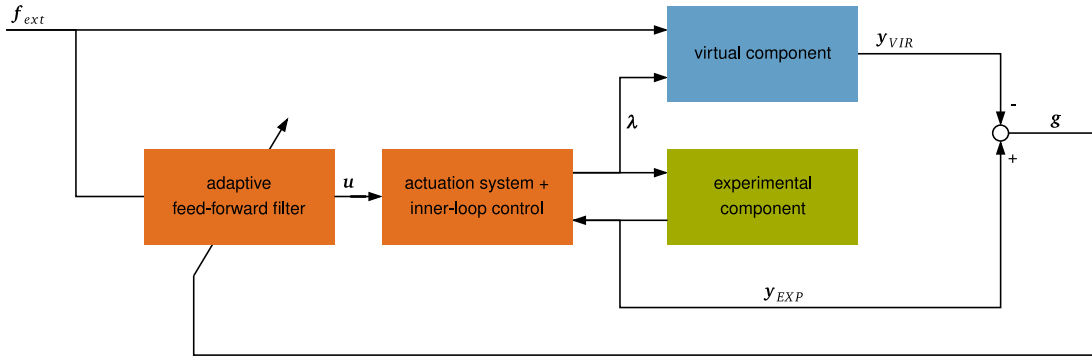 f_ext
virtual component
y_VIR
-
g
λ
+
adaptive
feed-forward filter
u
actuation system +
inner-loop control
experimental
component
y_EXP